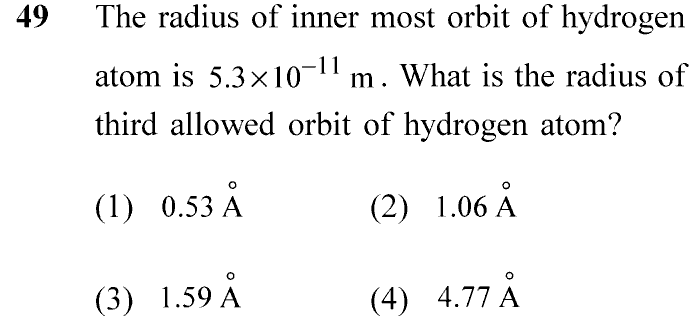 49 The radius of inner most orbit of hydrogen
atom is 5.3×10⁻¹¹ m. What is the radius of
third allowed orbit of hydrogen atom?
(1) 0.53 Å (2) 1.06 Å
(3) 1.59 Å (4) 4.77 Å